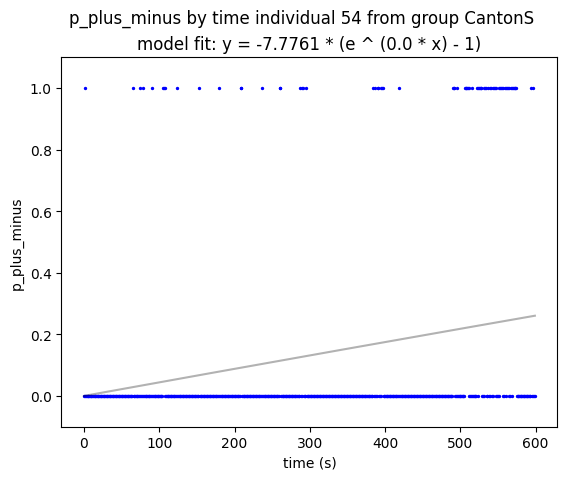 p_plus_minus by time individual 54 from group CantonS
model fit: y = -7.7761 * (e ^ (0.0 * x) - 1)
1.0
0.8
0.6
0.4
0.2
0.0
p_plus_minus
0 100 200 300 400 500 600
time (s)